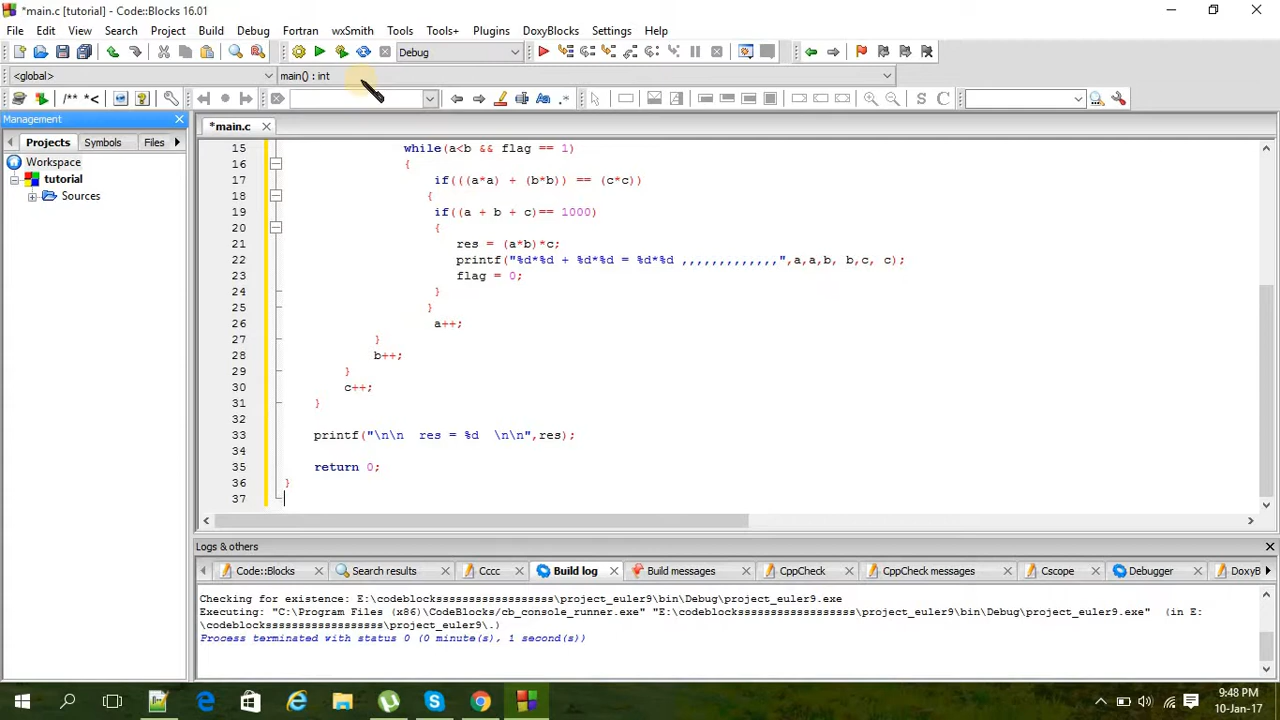 *main.c [tutorial] - Code::Blocks 16.01
File Edit View Search Project Build Debug Fortran wxSmith Tools Tools+ Plugins DoxyBlocks Settings Help
Debug
<global> main() : int
/** *< .* S C
Management
*main.c
Projects Symbols Files
Workspace
tutorial
Sources
15 while(a<b && flag == 1)
16 {
17 if(((a*a) + (b*b)) == (c*c))
18 {
19 if((a + b + c)== 1000)
20 {
21 res = (a*b)*c;
22 printf("%d*%d + %d*%d = %d*%d ,,,,,,,,,,,,,",a,a,b, b,c, c);
23 flag = 0;
24 }
25 }
26 a++;
27 }
28 b++;
29 }
30 c++;
31 }
32
33 printf("\n\n  res = %d  \n\n",res);
34
35 return 0;
36 }
37
Logs & others
Code::Blocks Search results Cccc Build log Build messages CppCheck CppCheck messages Cscope Debugger DoxyB
Checking for existence: E:\codeblocksssssssssssssssssss\project_euler9\bin\Debug\project_euler9.exe
Executing: "C:\Program Files (x86)\CodeBlocks/cb_console_runner.exe" "E:\codeblocksssssssssssssssssss\project_euler9\bin\Debug\project_euler9.exe"  (in E:
\codeblocksssssssssssssssssss\project_euler9\.)
Process terminated with status 0 (0 minute(s), 1 second(s))
9:48 PM
10-Jan-17